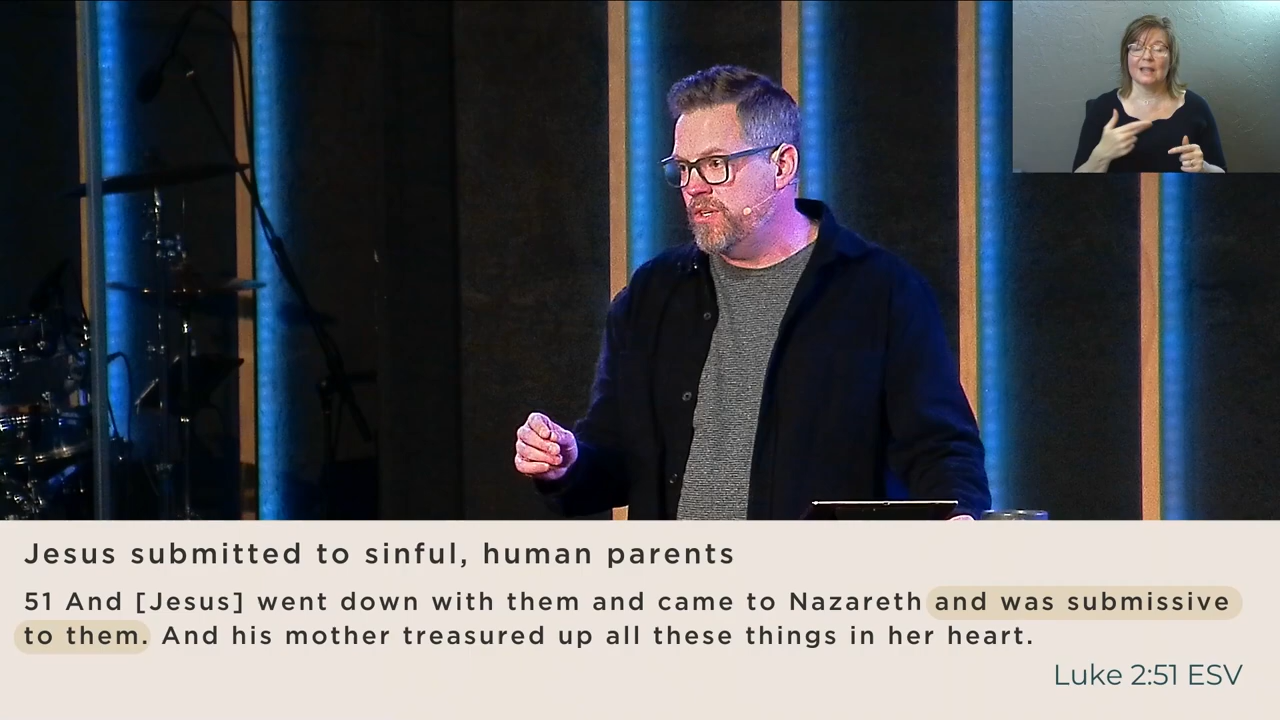 Jesus submitted to sinful, human parents
51 And [Jesus] went down with them and came to Nazareth and was submissive
to them. And his mother treasured up all these things in her heart.
Luke 2:51 ESV